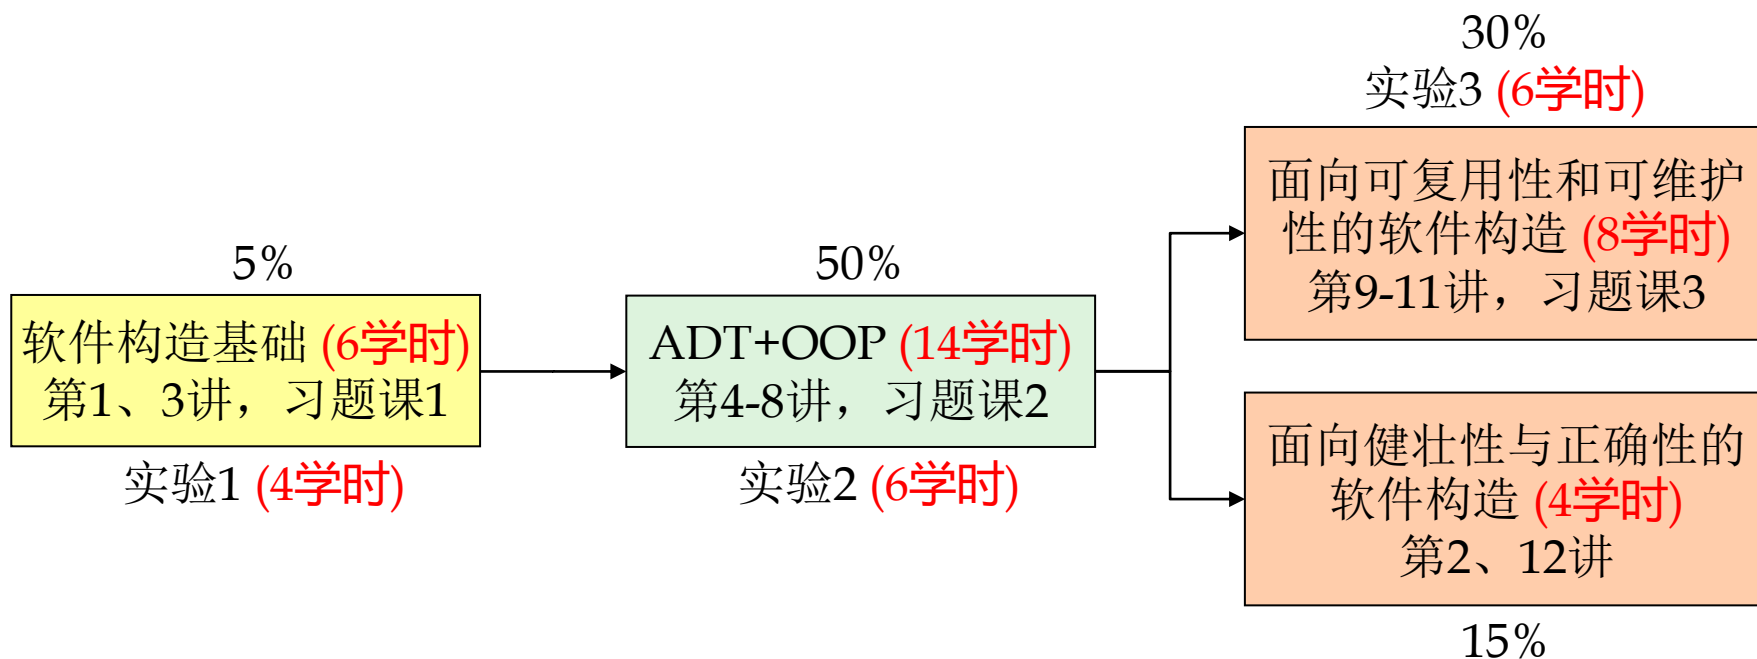 5%
软件构造基础 (6学时)
第1、3讲，习题课1
实验1 (4学时)
50%
ADT+OOP (14学时)
第4-8讲，习题课2
实验2 (6学时)
30%
实验3 (6学时)
面向可复用性和可维护
性的软件构造 (8学时)
第9-11讲，习题课3
面向健壮性与正确性的
软件构造 (4学时)
第2、12讲
15%